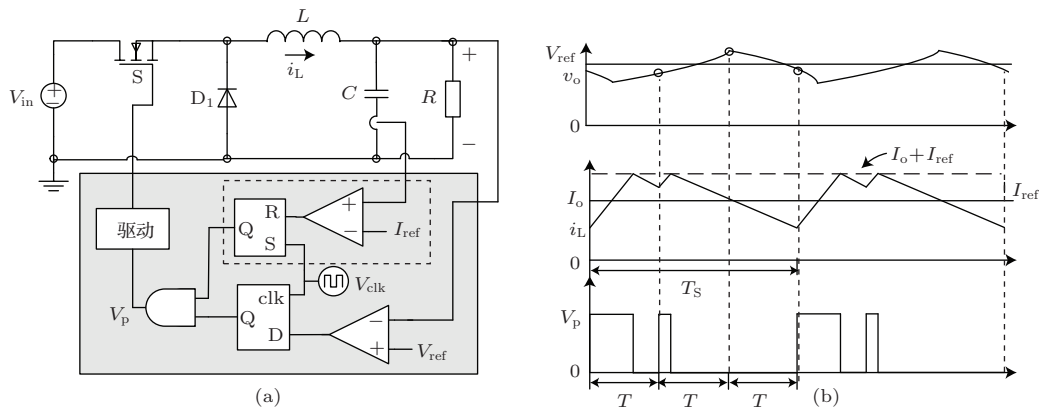 L
i_L
S
V_in
D_1
C
R
+
−
+
−
驱动
Q
R
S
+
−
I_ref
V_clk
V_p
clk
Q
D
−
+
V_ref
(a)
V_ref
v_o
0
I_o+I_ref
I_o
I_ref
i_L
0
T_S
V_p
0
T
T
T
(b)